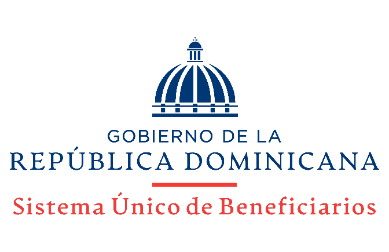 GOBIERNO DE LA
REPÚBLICA DOMINICANA
Sistema Único de Beneficiarios